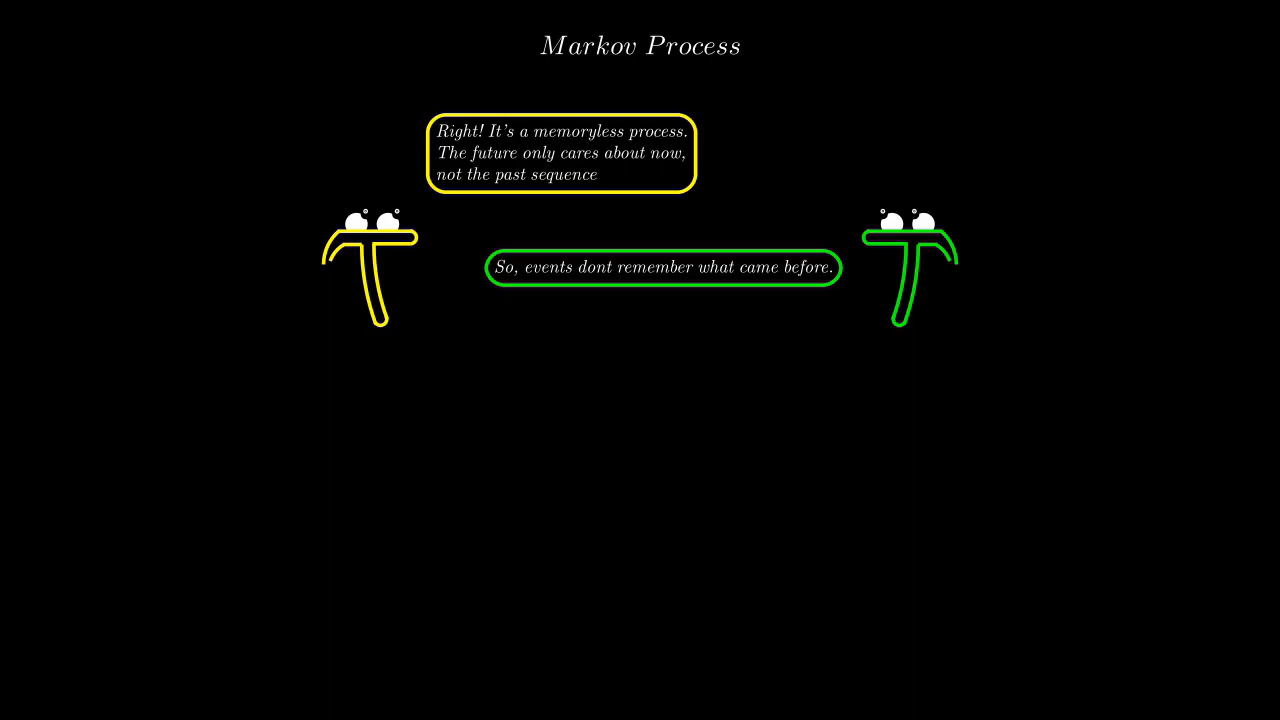 Markov Process
Right! It's a memoryless process.
The future only cares about now,
not the past sequence
So, events dont remember what came before.